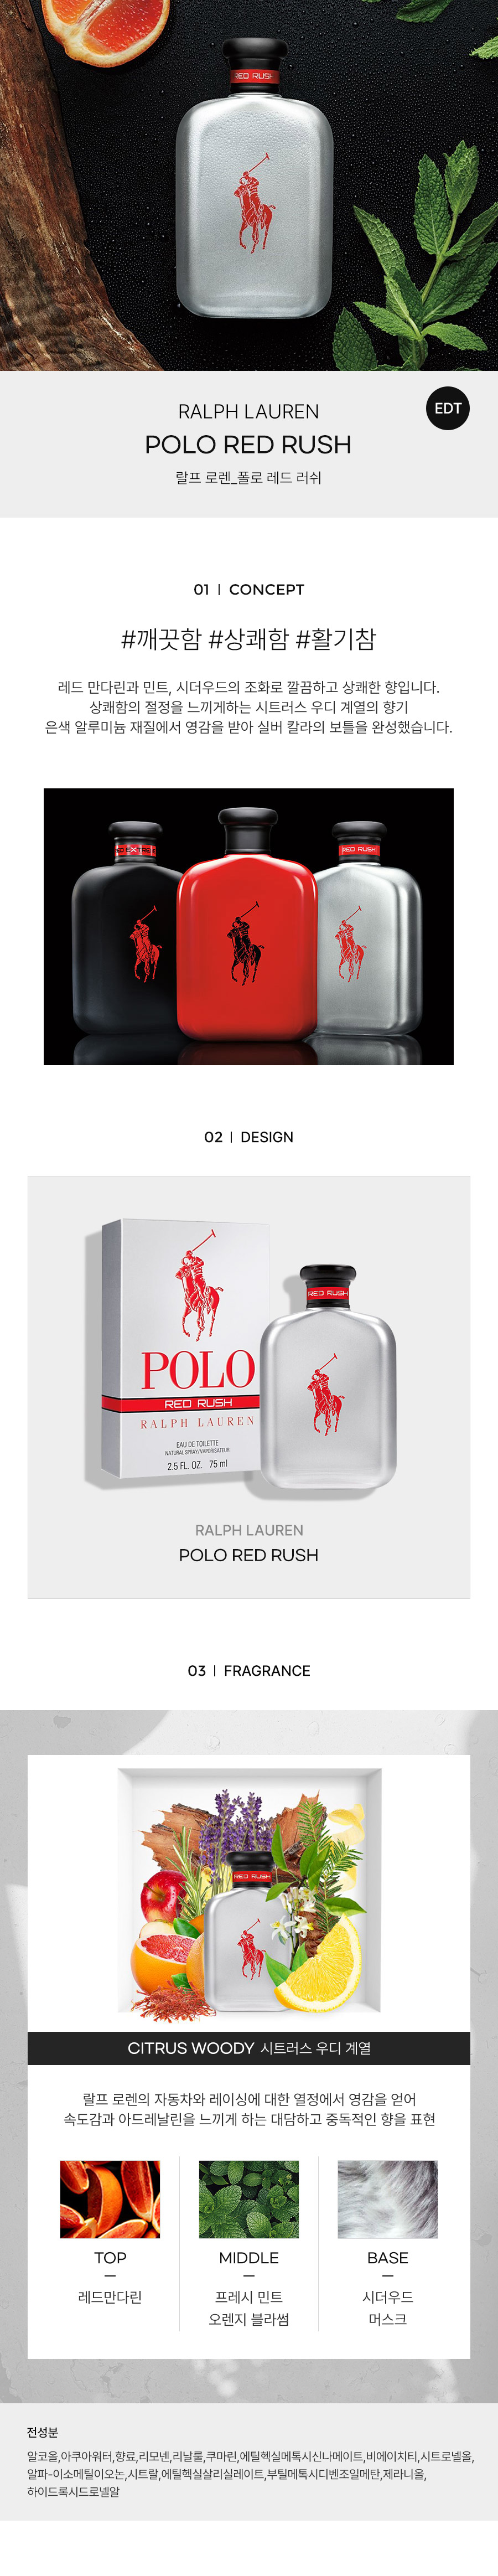 RED RUSH
EDT
RALPH LAUREN
POLO RED RUSH
랄프 로렌_폴로 레드 러쉬
01 | CONCEPT
#깨끗함 #상쾌함 #활기참
레드 만다린과 민트, 시더우드의 조화로 깔끔하고 상쾌한 향입니다.
상쾌함의 절정을 느끼게하는 시트러스 우디 계열의 향기
은색 알루미늄 재질에서 영감을 받아 실버 칼라의 보틀을 완성했습니다.
RED RUSH
02 | DESIGN
POLO
RED RUSH
RALPH LAUREN
EAU DE TOILETTE
NATURAL SPRAY/VAPORISATEUR
2.5 FL. OZ. 75 ml
RED RUSH
RALPH LAUREN
POLO RED RUSH
03 | FRAGRANCE
RED RUSH
CITRUS WOODY 시트러스 우디 계열
랄프 로렌의 자동차와 레이싱에 대한 열정에서 영감을 얻어
속도감과 아드레날린을 느끼게 하는 대담하고 중독적인 향을 표현
TOP
레드만다린
MIDDLE
프레시 민트
오렌지 블라썸
BASE
시더우드
머스크
전성분
알코올,아쿠아워터,향료,리모넨,리날룰,쿠마린,에틸헥실메톡시신나메이트,비에이치티,시트로넬올,
알파-이소메틸이오논,시트랄,에틸헥실살리실레이트,부틸메톡시디벤조일메탄,제라니올,
하이드록시드로넬알